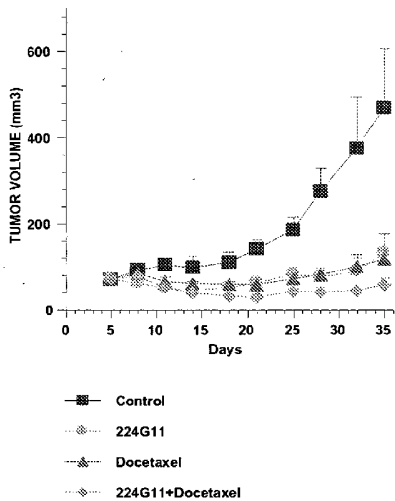 TUMOR VOLUME (mm3)
600
400
200
0
0 5 10 15 20 25 30 35
Days
Control
224G11
Docetaxel
224G11+Docetaxel